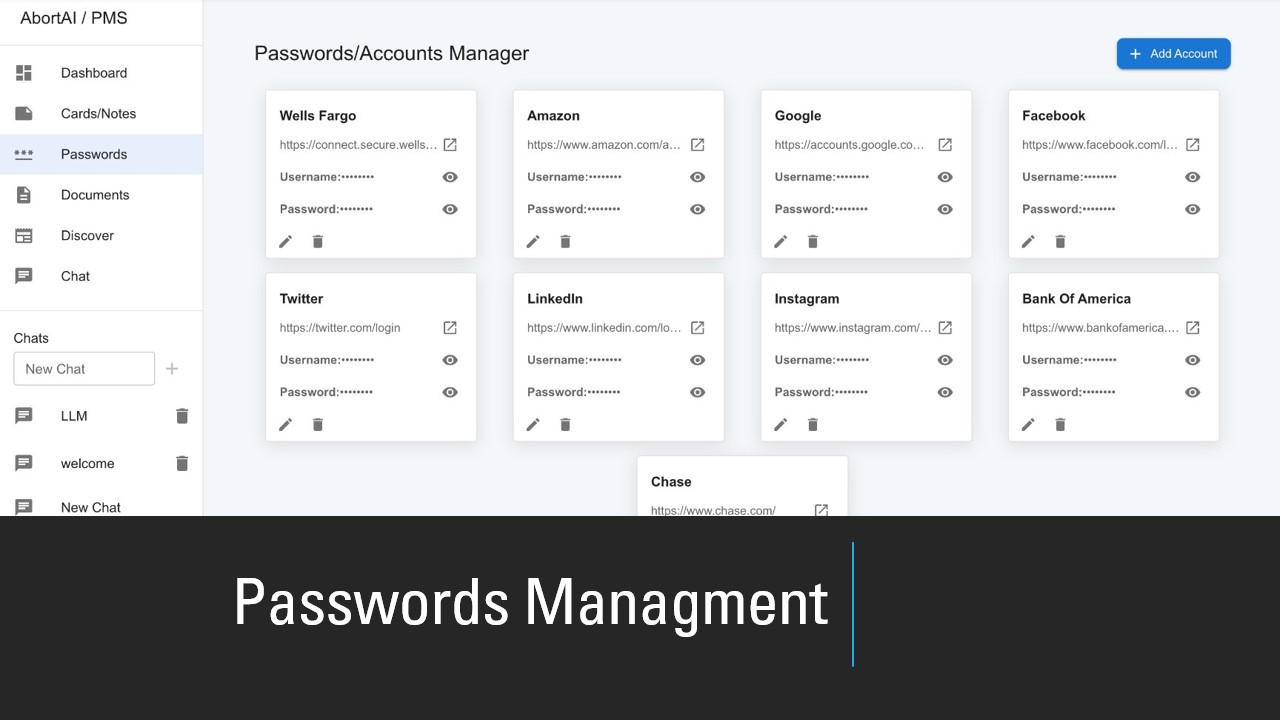 AbortAI / PMS
Dashboard
Cards/Notes
Passwords
Documents
Discover
Chat
Chats
New Chat
LLM
welcome
New Chat
Passwords/Accounts Manager
+ Add Account
Wells Fargo
https://connect.secure.wells...
Username:••••••••
Password:••••••••
Amazon
https://www.amazon.com/a...
Username:••••••••
Password:••••••••
Google
https://accounts.google.co...
Username:••••••••
Password:••••••••
Facebook
https://www.facebook.com/l...
Username:••••••••
Password:••••••••
Twitter
https://twitter.com/login
Username:••••••••
Password:••••••••
LinkedIn
https://www.linkedin.com/lo...
Username:••••••••
Password:••••••••
Instagram
https://www.instagram.com/...
Username:••••••••
Password:••••••••
Bank Of America
https://www.bankofamerica....
Username:••••••••
Password:••••••••
Chase
https://www.chase.com/
Passwords Managment